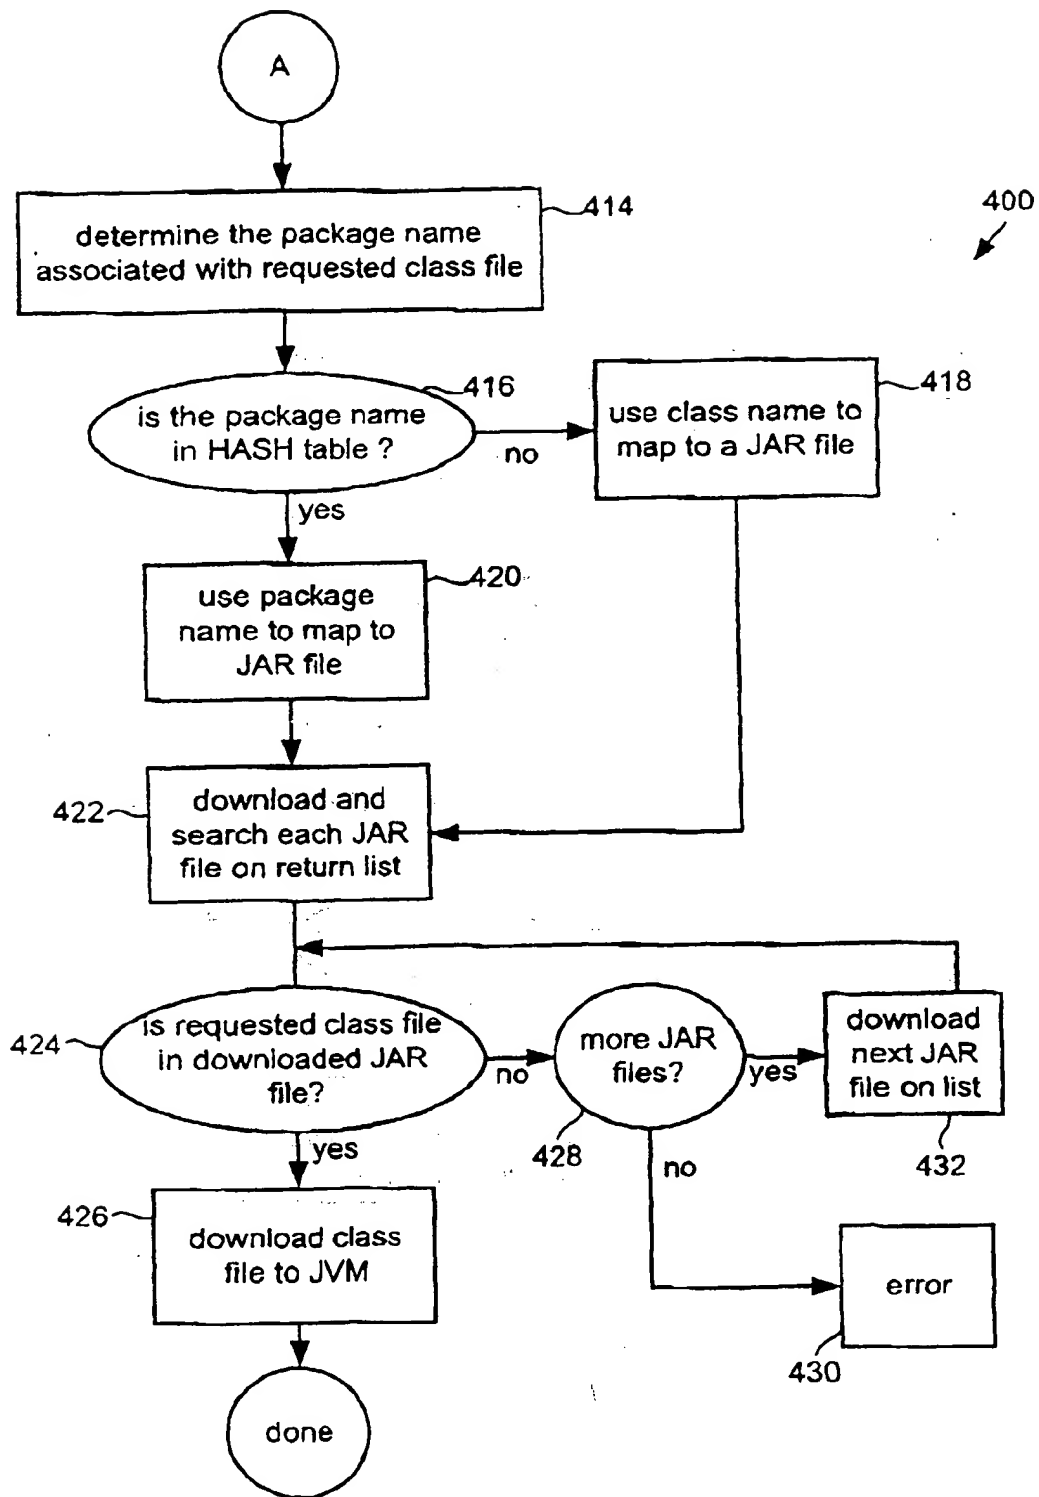 A
414
400
determine the package name
associated with requested class file
416
418
is the package name
in HASH table ?
no
use class name to
map to a JAR file
yes
420
use package
name to map to
JAR file
422
download and
search each JAR
file on return list
424
is requested class file
in downloaded JAR
file?
no
more JAR
files?
yes
download
next JAR
file on list
428
432
yes
no
426
download class
file to JVM
error
430
done